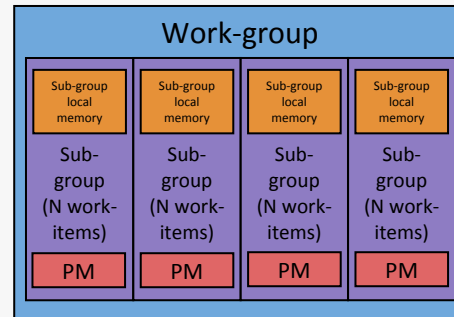 Work-group
Sub-group
local
memory
Sub-
group
(N work-
items)
PM
Sub-group
local
memory
Sub-
group
(N work-
items)
PM
Sub-group
local
memory
Sub-
group
(N work-
items)
PM
Sub-group
local
memory
Sub-
group
(N work-
items)
PM